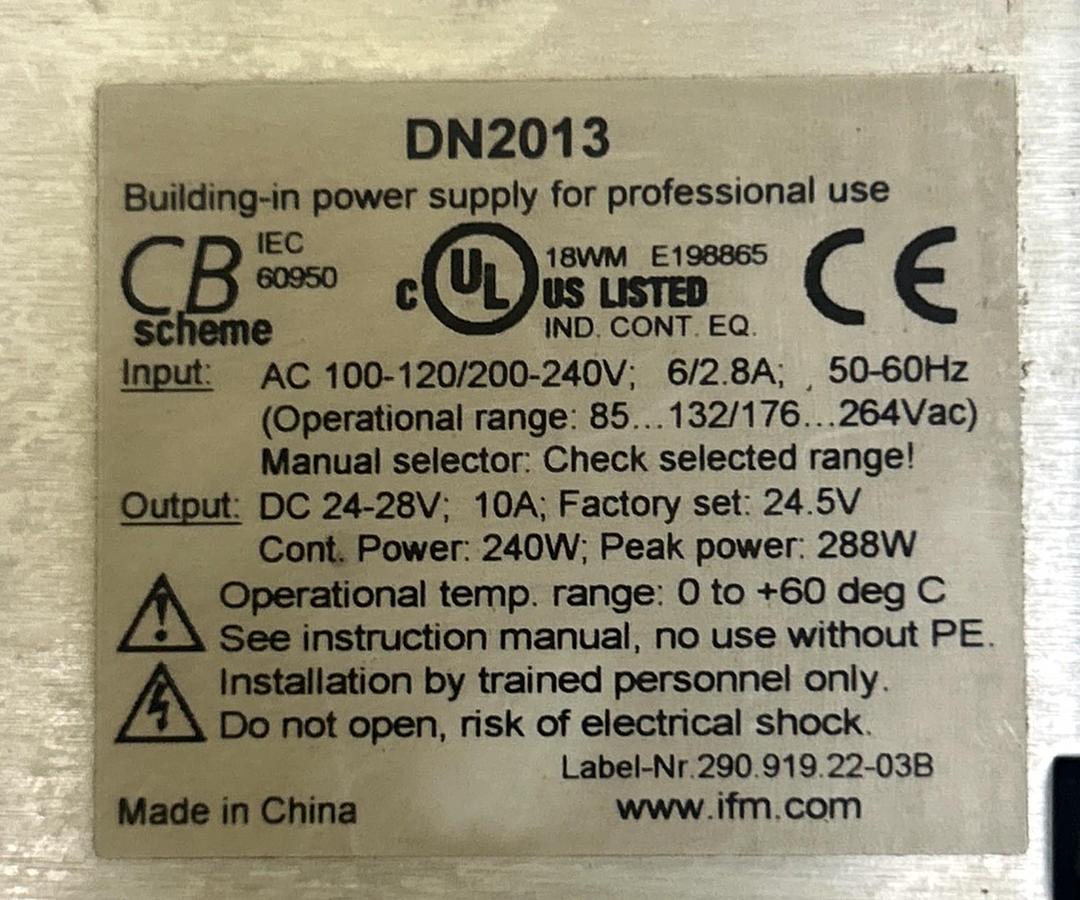 DN2013
Building-in power supply for professional use
CB IEC 60950
scheme
c UL US LISTED 18WM E198865
IND. CONT. EQ.
CE
Input: AC 100-120/200-240V; 6/2.8A; 50-60Hz
(Operational range: 85...132/176...264Vac)
Manual selector: Check selected range!
Output: DC 24-28V; 10A; Factory set: 24.5V
Cont. Power: 240W; Peak power: 288W
Operational temp. range: 0 to +60 deg C
See instruction manual, no use without PE.
Installation by trained personnel only.
Do not open, risk of electrical shock.
Label-Nr.290.919.22-03B
Made in China www.ifm.com